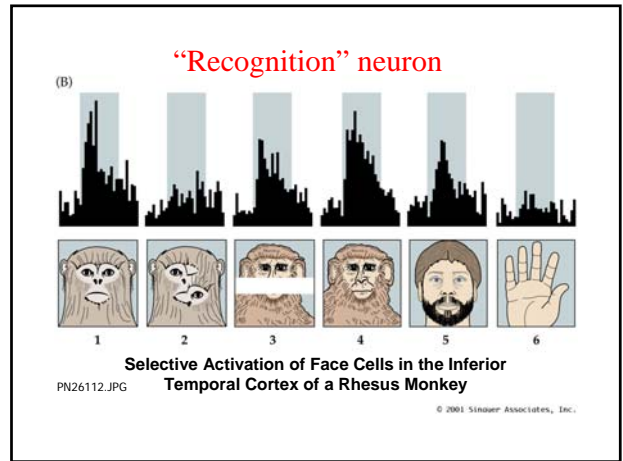 “Recognition” neuron
(B)
1 2 3 4 5 6
Selective Activation of Face Cells in the Inferior
PN26112.JPG Temporal Cortex of a Rhesus Monkey
© 2001 Sinauer Associates, Inc.